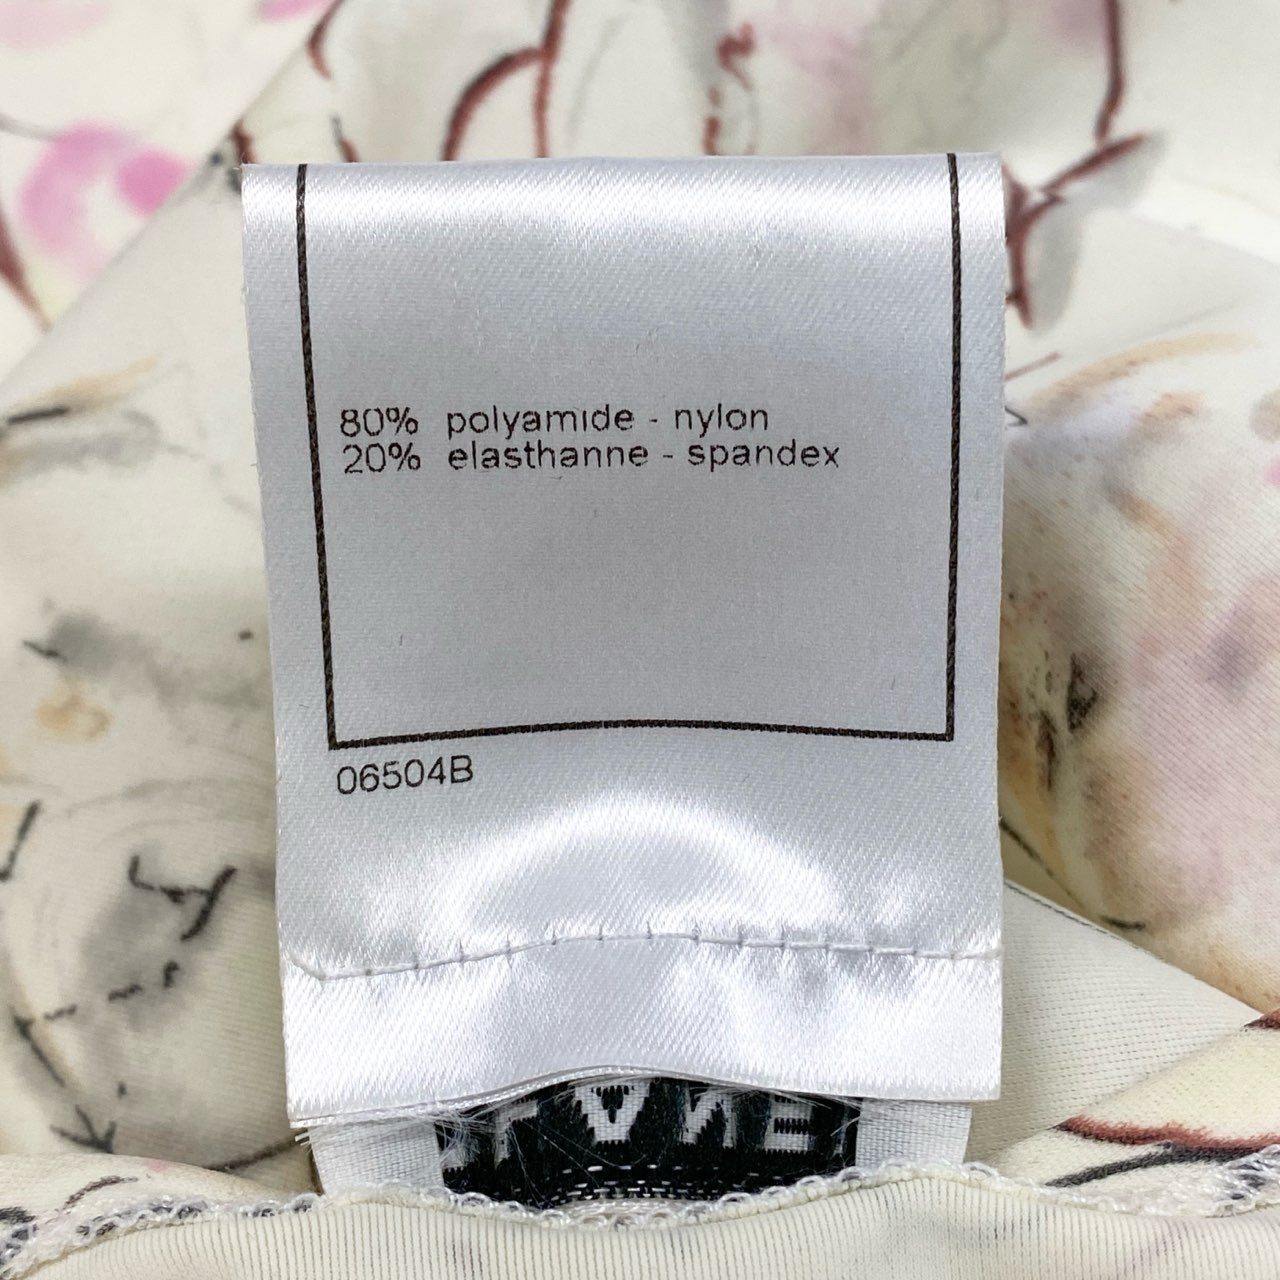 80% polyamide - nylon
20% elasthanne - spandex
06504B